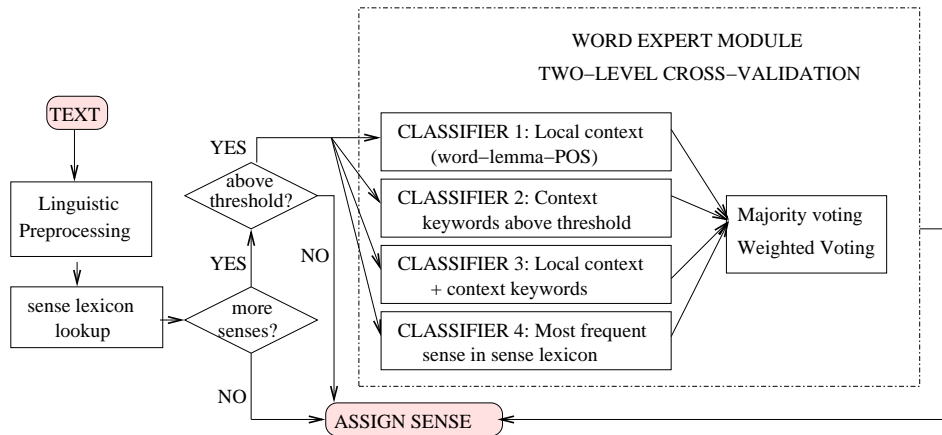 WORD EXPERT MODULE
TWO−LEVEL CROSS−VALIDATION
TEXT
Linguistic
Preprocessing
sense lexicon
lookup
more
senses?
YES
NO
above
threshold?
YES
NO
CLASSIFIER 1: Local context
(word−lemma−POS)
CLASSIFIER 2: Context
keywords above threshold
CLASSIFIER 3: Local context
+ context keywords
CLASSIFIER 4: Most frequent
sense in sense lexicon
Majority voting
Weighted Voting
ASSIGN SENSE